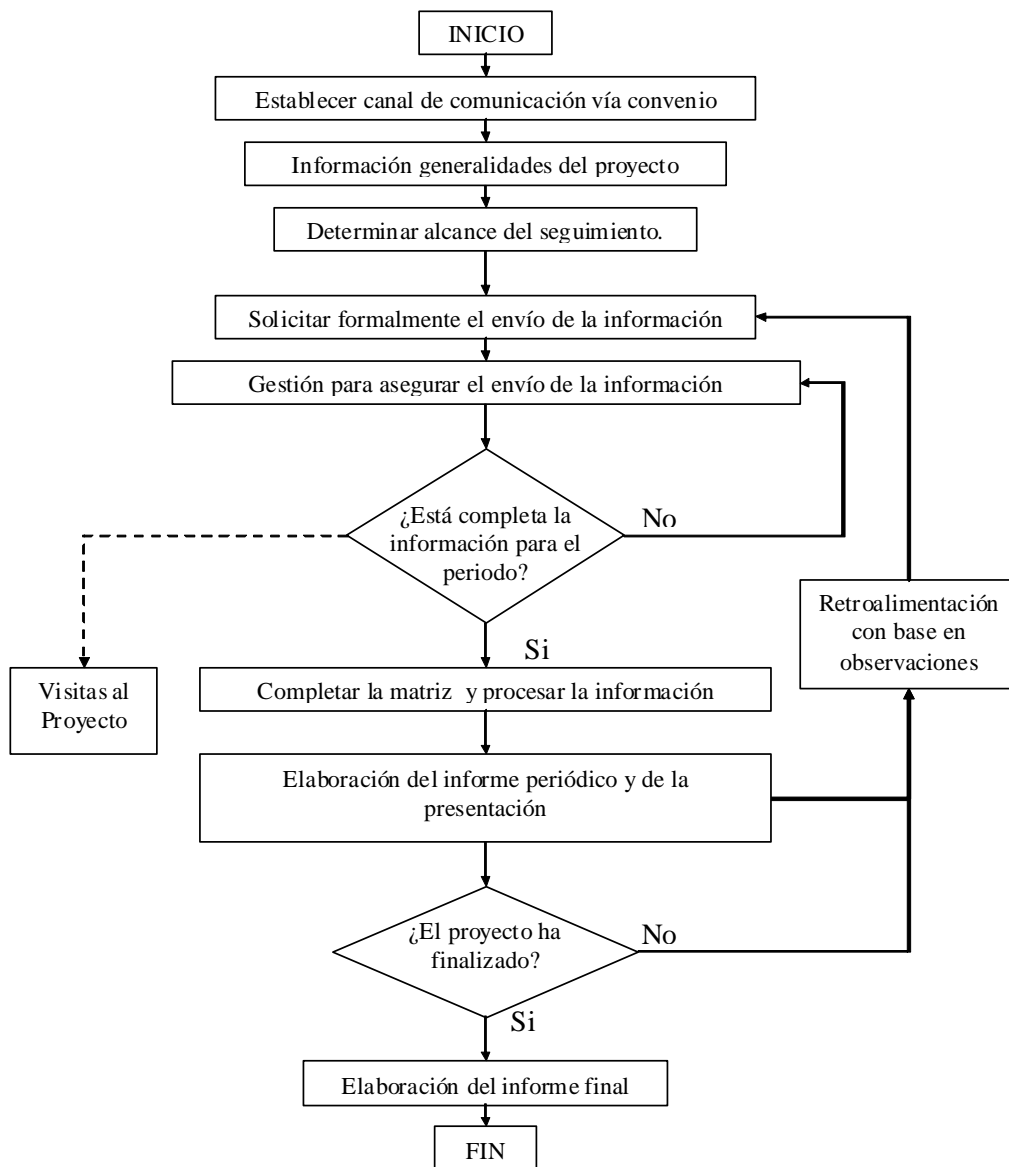 INICIO
Establecer canal de comunicación vía convenio
Información generalidades del proyecto
Determinar alcance del seguimiento.
Solicitar formalmente el envío de la información
Gestión para asegurar el envío de la información
¿Está completa la
información para el
periodo?
No
Si
Visitas al
Proyecto
Retroalimentación
con base en
observaciones
Completar la matriz y procesar la información
Elaboración del informe periódico y de la
presentación
¿El proyecto ha
finalizado?
No
Si
Elaboración del informe final
FIN